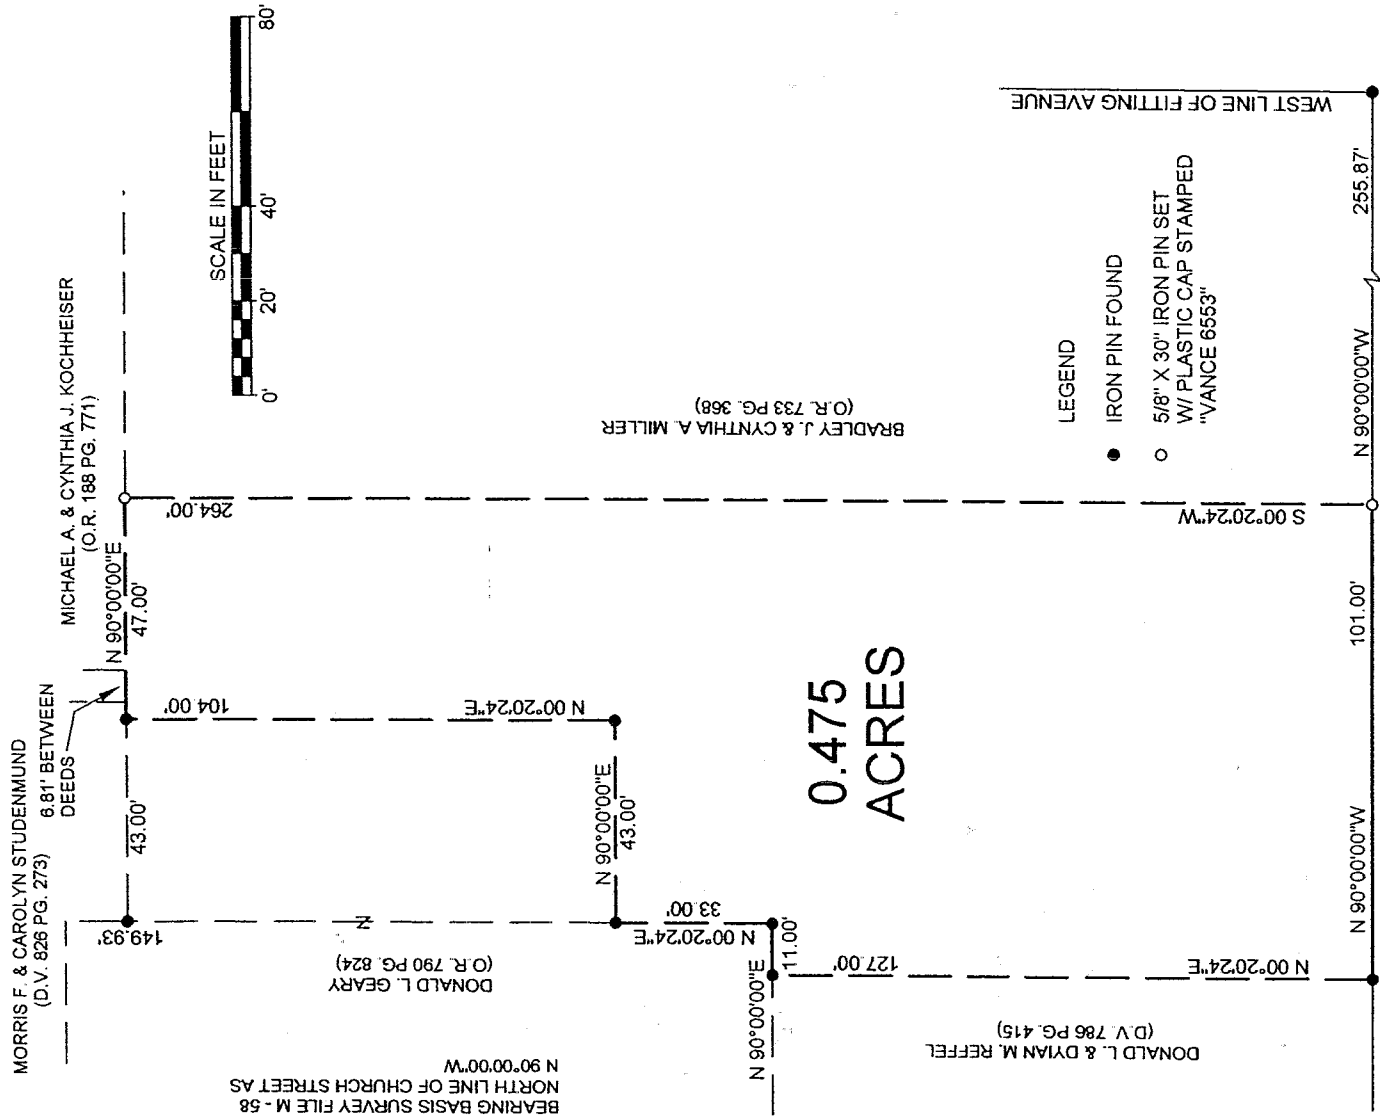 MORRIS F. & CAROLYN STUDENMUND
(D.V. 826 PG. 273)
6.81' BETWEEN
DEEDS
MICHAEL A. & CYNTHIA J. KOCHHEISER
(O.R. 188 PG. 771)
SCALE IN FEET
0'
20'
40'
80'
149.93'
43.00'
104.00'
N 90°00'00"E
47.00'
264.00'
N 00°20'24"E
N 90°00'00"E
43.00'
DONALD L. GEARY
(O.R. 790 PG. 824)
BEARING BASIS SURVEY FILE M - 58
NORTH LINE OF CHURCH STREET AS
N 90°00'00"W
33.00'
N 00°20'24"E
N 90°00'00"E
11.00'
127.00'
N 00°20'24"E
DONALD L. & DYIAN M. REFFEL
(D.V. 786 PG. 415)
0.475
ACRES
BRADLEY J. & CYNTHIA A. MILLER
(O.R. 733 PG. 368)
S 00°20'24"W
LEGEND
IRON PIN FOUND
5/8" X 30" IRON PIN SET
W/ PLASTIC CAP STAMPED
"VANCE 6553"
WEST LINE OF FITTING AVENUE
N 90°00'00"W
101.00'
N 90°00'00"W
255.87'